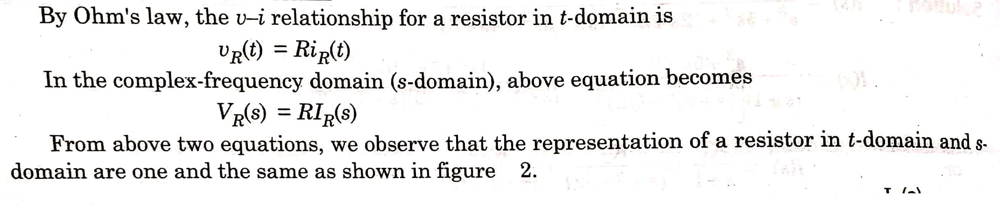 By Ohm's law, the v–i relationship for a resistor in t-domain is
v_R(t) = Ri_R(t)
In the complex-frequency domain (s-domain), above equation becomes
V_R(s) = RI_R(s)
From above two equations, we observe that the representation of a resistor in t-domain and s-
domain are one and the same as shown in figure 2.